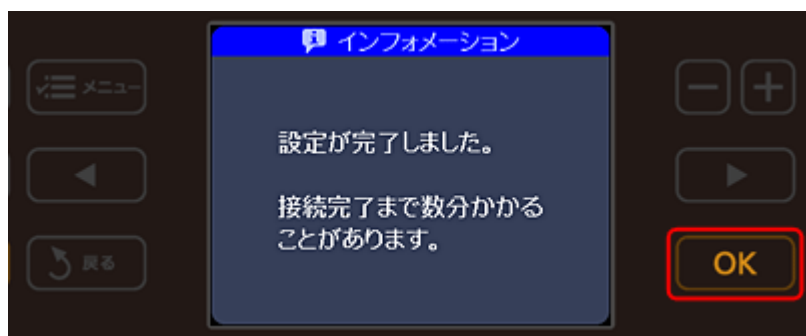 インフォメーション
メニュー
設定が完了しました。
接続完了まで数分かかる
ことがあります。
戻る
OK